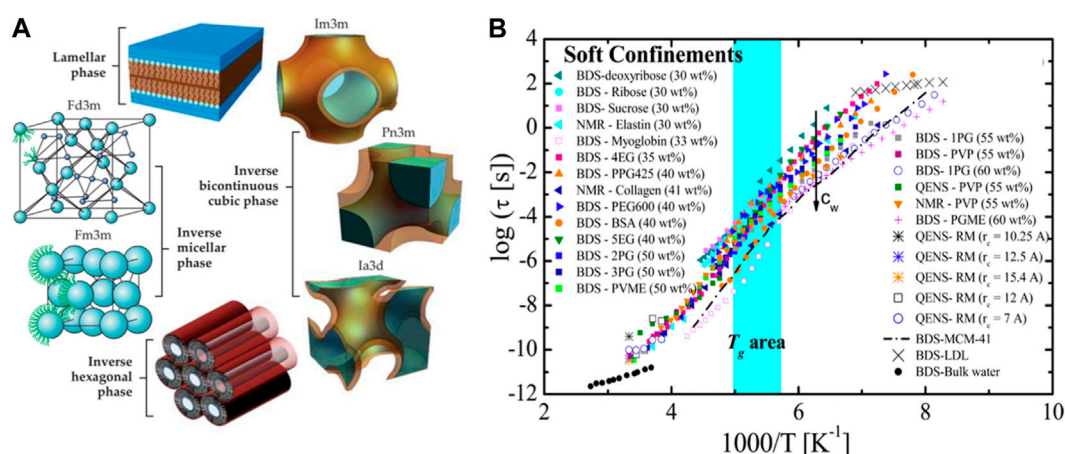 A
Lamellar
phase
Im3m
Fd3m
Pn3m
Inverse
bicontinuous
cubic phase
Fm3m
Inverse
micellar
phase
Ia3d
Inverse
hexagonal
phase
B
Soft Confinements
BDS-deoxyribose (30 wt%)
BDS - Ribose (30 wt%)
BDS- Sucrose (30 wt%)
NMR - Elastin (30 wt%)
BDS - Myoglobin (33 wt%)
BDS - 4EG (35 wt%)
BDS - PPG425 (40 wt%)
NMR - Collagen (41 wt%)
BDS - PEG600 (40 wt%)
BDS - BSA (40 wt%)
BDS - 5EG (40 wt%)
BDS - 2PG (50 wt%)
BDS - 3PG (50 wt%)
BDS - PVME (50 wt%)
BDS - 1PG (55 wt%)
BDS - PVP (55 wt%)
BDS- 1PG (60 wt%)
QENS - PVP (55 wt%)
NMR - PVP (55 wt%)
BDS - PGME (60 wt%)
QENS- RM (r_c = 10.25 A)
QENS- RM (r_c = 12.5 A)
QENS- RM (r_c = 15.4 A)
QENS- RM (r_c = 12 A)
QENS- RM (r_c = 7 A)
BDS-MCM-41
BDS-LDL
BDS-Bulk water
C_w
T_g area
log (τ [s])
4
2
0
-2
-4
-6
-8
-10
-12
2 4 6 8 10
1000/T [K⁻¹]